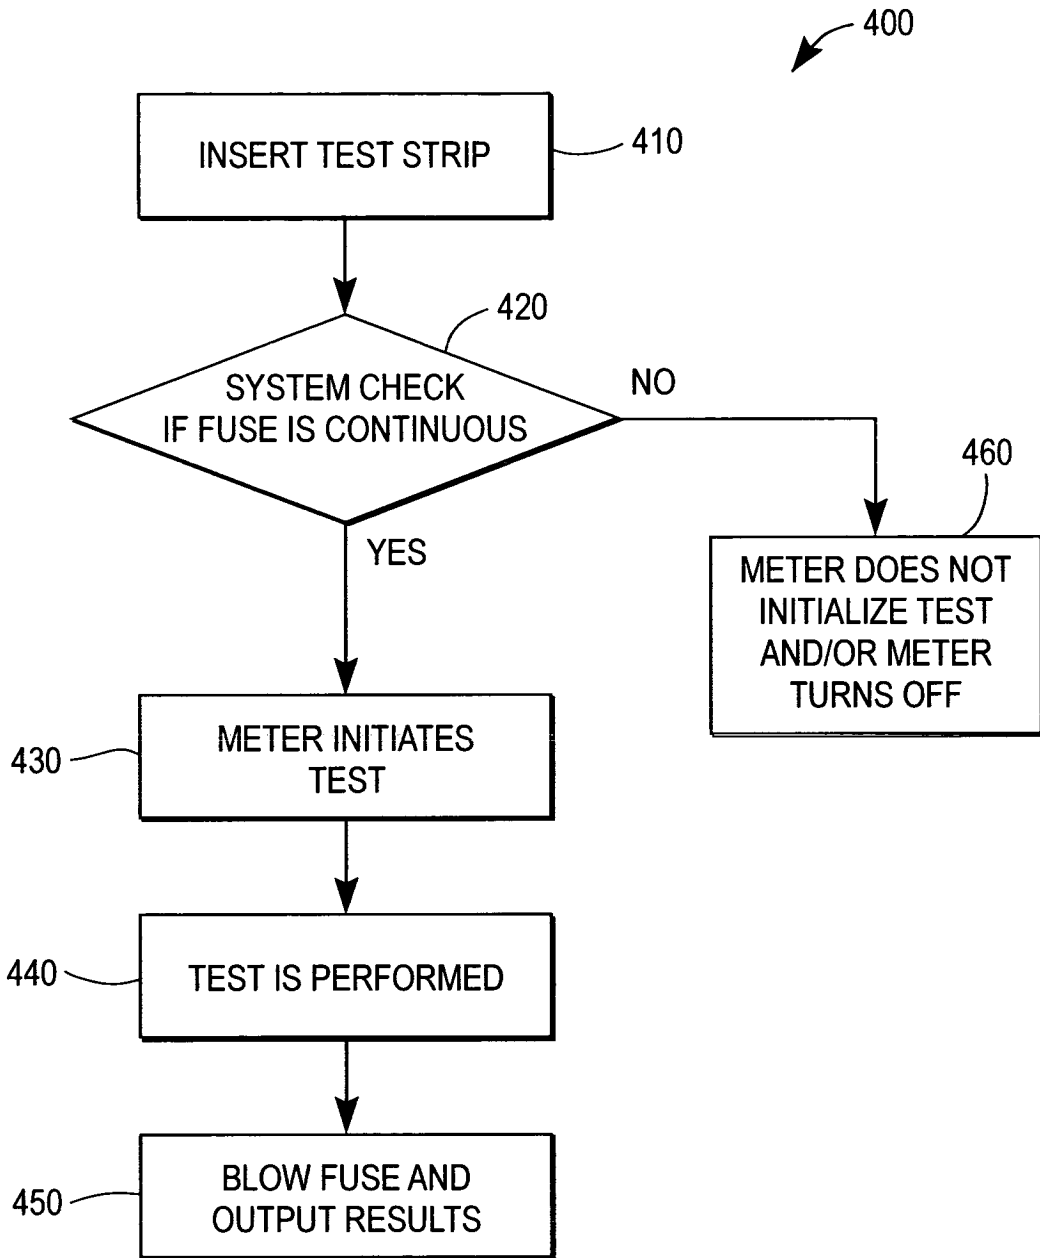 400
INSERT TEST STRIP
410
420
SYSTEM CHECK
IF FUSE IS CONTINUOUS
NO
YES
460
METER DOES NOT
INITIALIZE TEST
AND/OR METER
TURNS OFF
METER INITIATES
TEST
430
TEST IS PERFORMED
440
BLOW FUSE AND
OUTPUT RESULTS
450